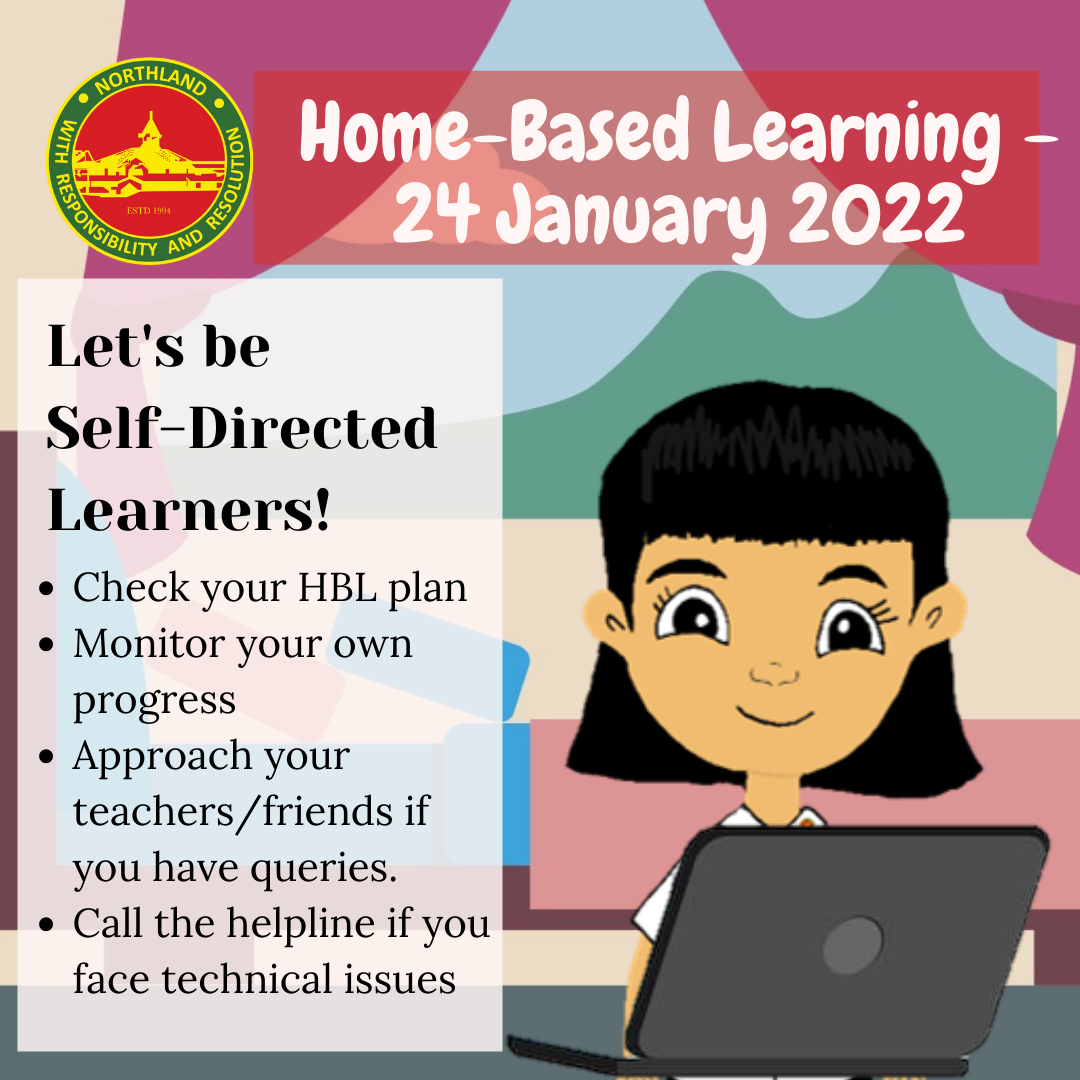 NORTHLAND
WITH RESPONSIBILITY AND RESOLUTION
ESTD 1994
Home-Based Learning -
24 January 2022
Let's be
Self-Directed
Learners!
• Check your HBL plan
• Monitor your own
progress
• Approach your
teachers/friends if
you have queries.
• Call the helpline if you
face technical issues